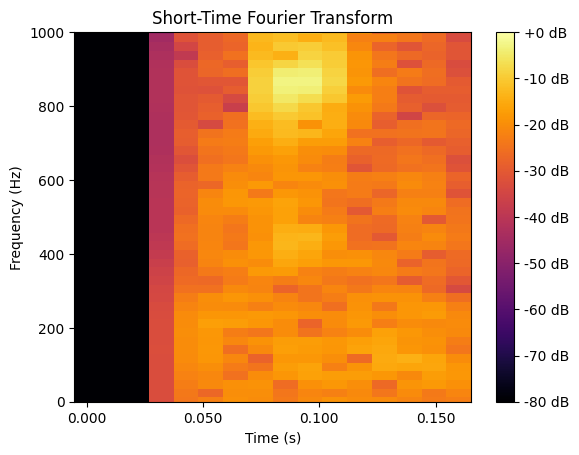 Short-Time Fourier Transform
1000
800
600
400
200
0
Frequency (Hz)
0.000
0.050
0.100
0.150
Time (s)
+0 dB
-10 dB
-20 dB
-30 dB
-40 dB
-50 dB
-60 dB
-70 dB
-80 dB